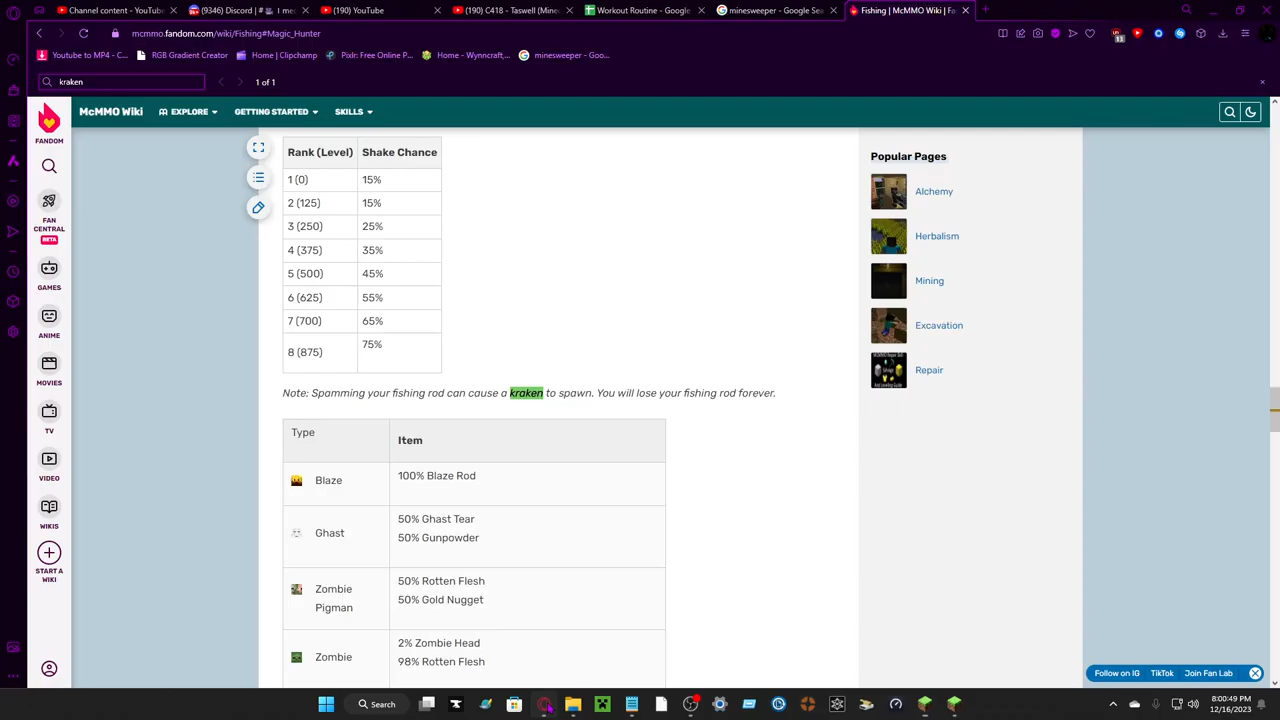 Channel content - YouTub
(9346) Discord | #
I med
(190) YouTube
(190) C418 - Taswell (Minec
Workout Routine - Google
minesweeper - Google Sea
Fishing | McMMO Wiki | Fa
mcmmo.fandom.com/wiki/Fishing#Magic_Hunter
11
Youtube to MP4 - C...
RGB Gradient Creator
Home | Clipchamp
Pixlr: Free Online P...
Home - Wynncraft,...
minesweeper - Goo...
kraken
1 of 1
McMMO Wiki
EXPLORE
GETTING STARTED
SKILLS
FANDOM
FAN
CENTRAL
BETA
GAMES
ANIME
MOVIES
TV
VIDEO
WIKIS
START A
WIKI
Rank (Level) Shake Chance
1 (0) 15%
2 (125) 15%
3 (250) 25%
4 (375) 35%
5 (500) 45%
6 (625) 55%
7 (700) 65%
8 (875) 75%
Note: Spamming your fishing rod can cause a kraken to spawn. You will lose your fishing rod forever.
Type Item
Blaze 100% Blaze Rod
Ghast
50% Ghast Tear
50% Gunpowder
Zombie
Pigman
50% Rotten Flesh
50% Gold Nugget
Zombie
2% Zombie Head
98% Rotten Flesh
Popular Pages
Alchemy
Herbalism
Mining
Excavation
Repair
Follow on IG
TikTok
Join Fan Lab
Search
8:00:49 PM
12/16/2023